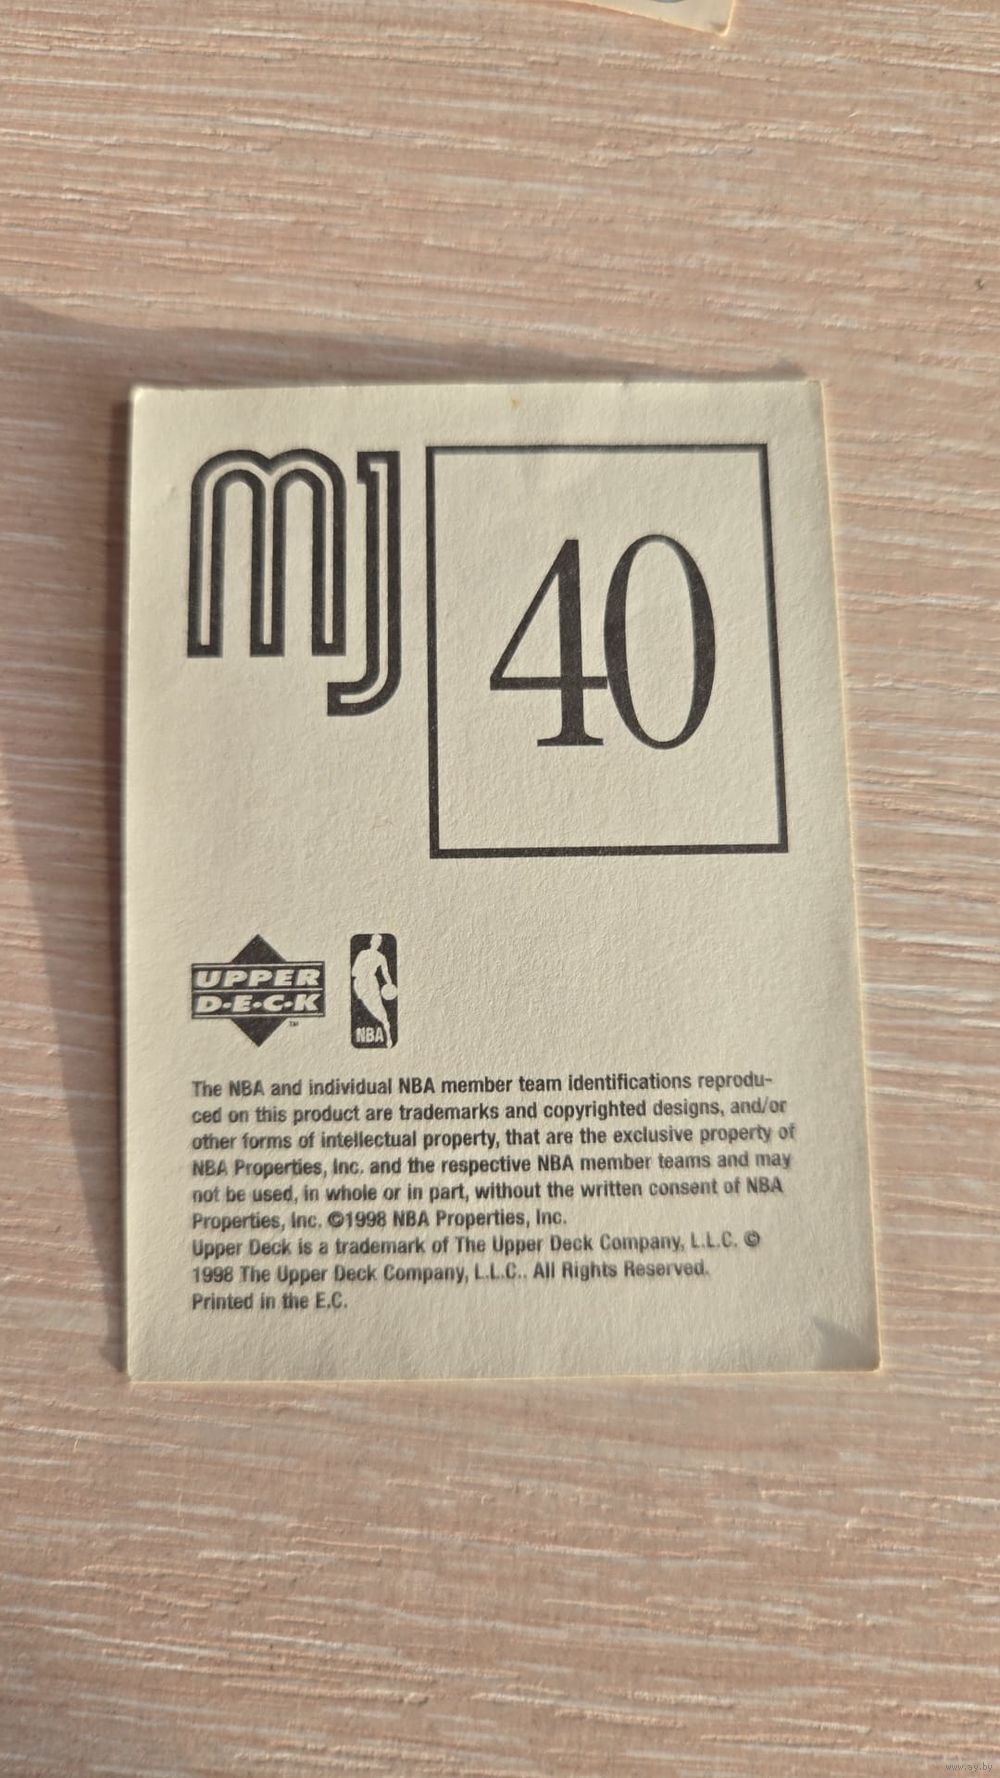 mj
40
UPPER
D·E·C·K
TM
NBA
The NBA and individual NBA member team identifications reprodu-
ced on this product are trademarks and copyrighted designs, and/or
other forms of intellectual property, that are the exclusive property of
NBA Properties, Inc. and the respective NBA member teams and may
not be used, in whole or in part, without the written consent of NBA
Properties, Inc. ©1998 NBA Properties, Inc.
Upper Deck is a trademark of The Upper Deck Company, L.L.C. ©
1998 The Upper Deck Company, L.L.C.. All Rights Reserved.
Printed in the E.C.
www.ay.by